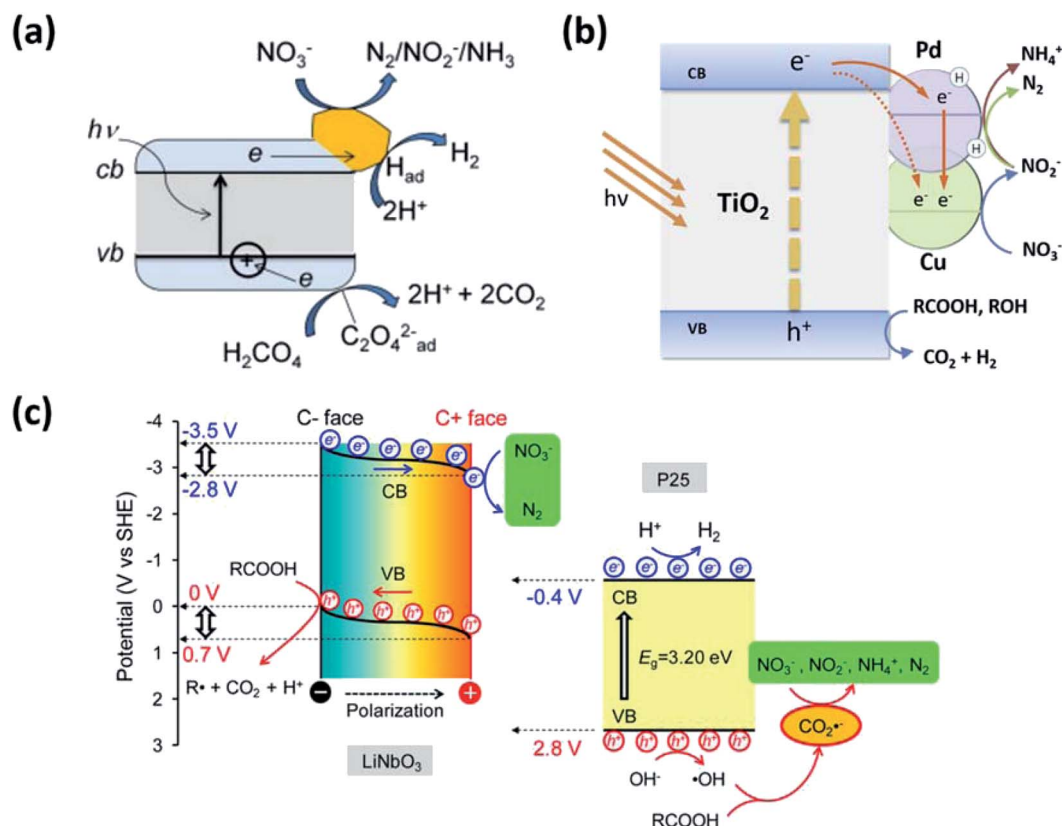 (a)
NO₃⁻
N₂/NO₂⁻/NH₃
hν
e
H₂
cb
H_ad
2H⁺
vb
+
e
2H⁺ + 2CO₂
H₂CO₄
C₂O₄²⁻_ad
(b)
CB
e⁻
Pd
NH₄⁺
H
N₂
e⁻
H
NO₂⁻
hν
TiO₂
e⁻ e⁻
NO₃⁻
Cu
RCOOH, ROH
VB
h⁺
CO₂ + H₂
(c)
C- face
C+ face
Potential (V vs SHE)
-4
-3
-2
-1
0
1
2
3
-3.5 V
-2.8 V
0 V
0.7 V
e⁻ e⁻ e⁻ e⁻ e⁻ e⁻
NO₃⁻
CB
N₂
RCOOH
VB
h⁺ h⁺ h⁺ h⁺ h⁺ h⁺
R• + CO₂ + H⁺
−
Polarization
+
LiNbO₃
P25
H⁺
H₂
e⁻ e⁻ e⁻ e⁻ e⁻
-0.4 V
CB
E_g=3.20 eV
NO₃⁻, NO₂⁻, NH₄⁺, N₂
VB
2.8 V
h⁺ h⁺ h⁺ h⁺ h⁺
CO₂•⁻
OH⁻
•OH
RCOOH